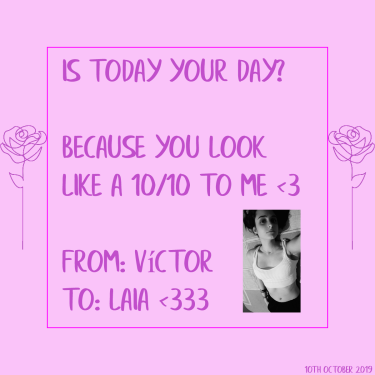 IS TODAY YOUR DAY?
BECAUSE YOU LOOK
LIKE A 10/10 TO ME <3
FROM: VíCTOR
TO: LAIA <333
10TH OCTOBER 2019